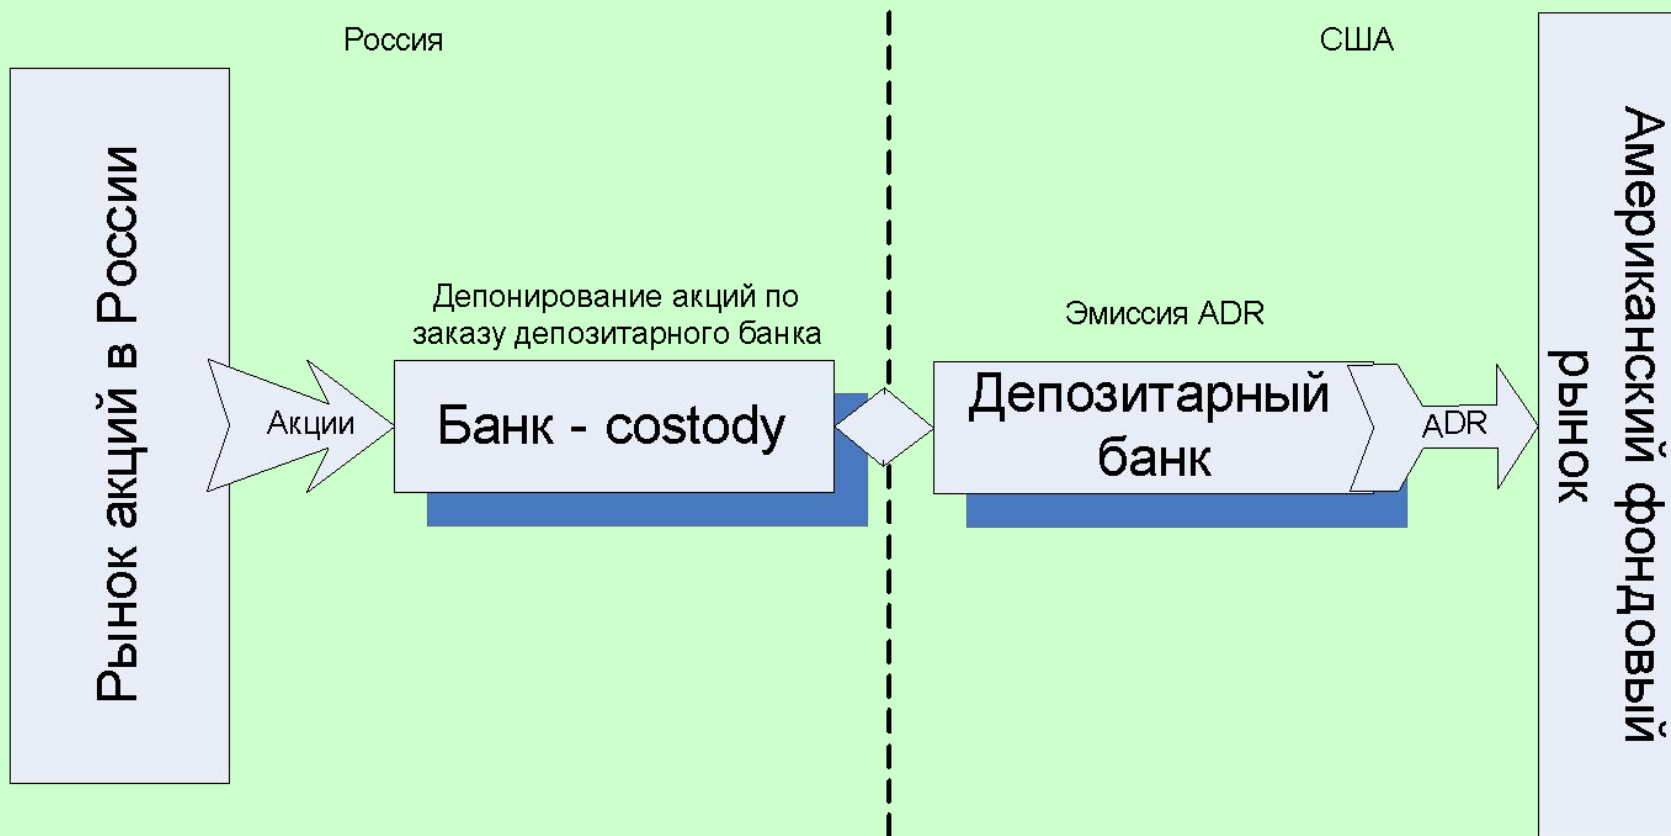 Россия
США
Рынок акций в России
Акции
Депонирование акций по
заказу депозитарного банка
Банк - costody
Эмиссия ADR
Депозитарный
банк
ADR
Американский фондовый
рынок